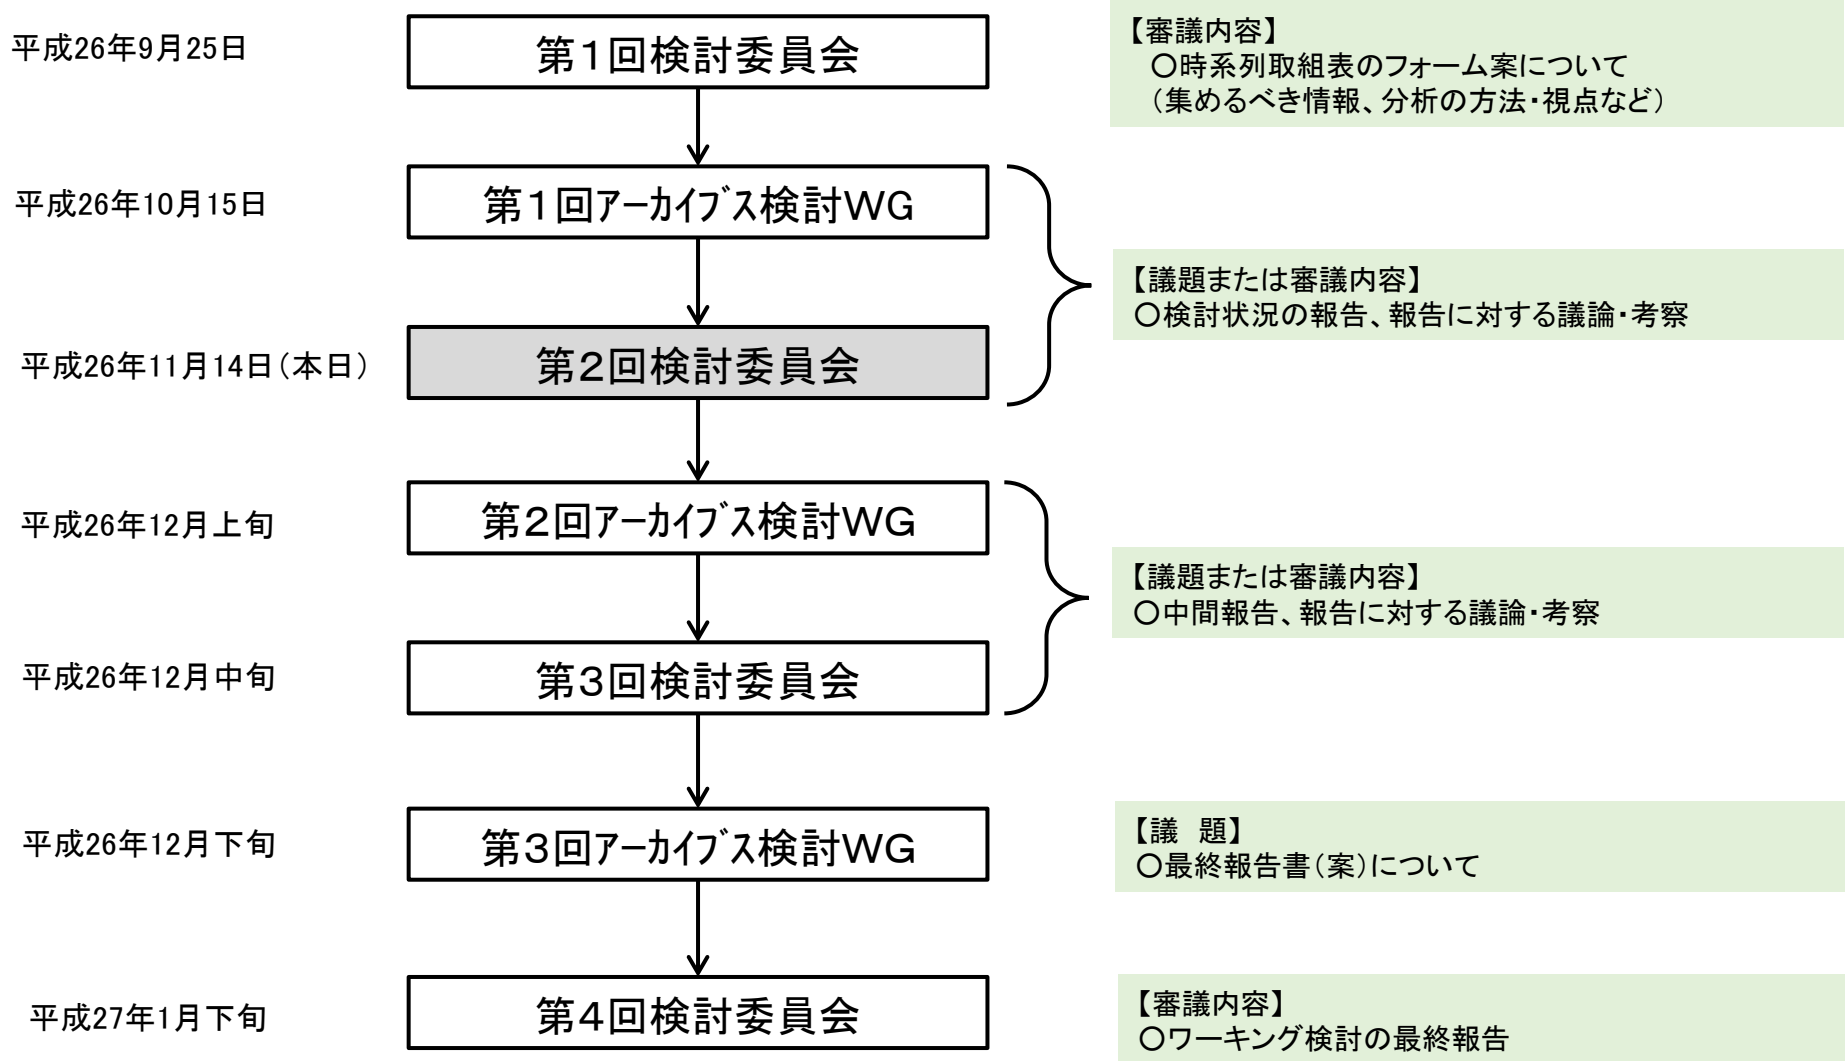 平成26年9月25日
第1回検討委員会
【審議内容】
○時系列取組表のフォーム案について
（集めるべき情報、分析の方法・視点など）
平成26年10月15日
第1回ｱｰｶｲﾌﾞｽ検討WG
【議題または審議内容】
○検討状況の報告、報告に対する議論・考察
平成26年11月14日（本日）
第2回検討委員会
平成26年12月上旬
第2回ｱｰｶｲﾌﾞｽ検討WG
【議題または審議内容】
○中間報告、報告に対する議論・考察
平成26年12月中旬
第3回検討委員会
平成26年12月下旬
第3回ｱｰｶｲﾌﾞｽ検討WG
【議　題】
○最終報告書（案）について
平成27年1月下旬
第4回検討委員会
【審議内容】
○ワーキング検討の最終報告